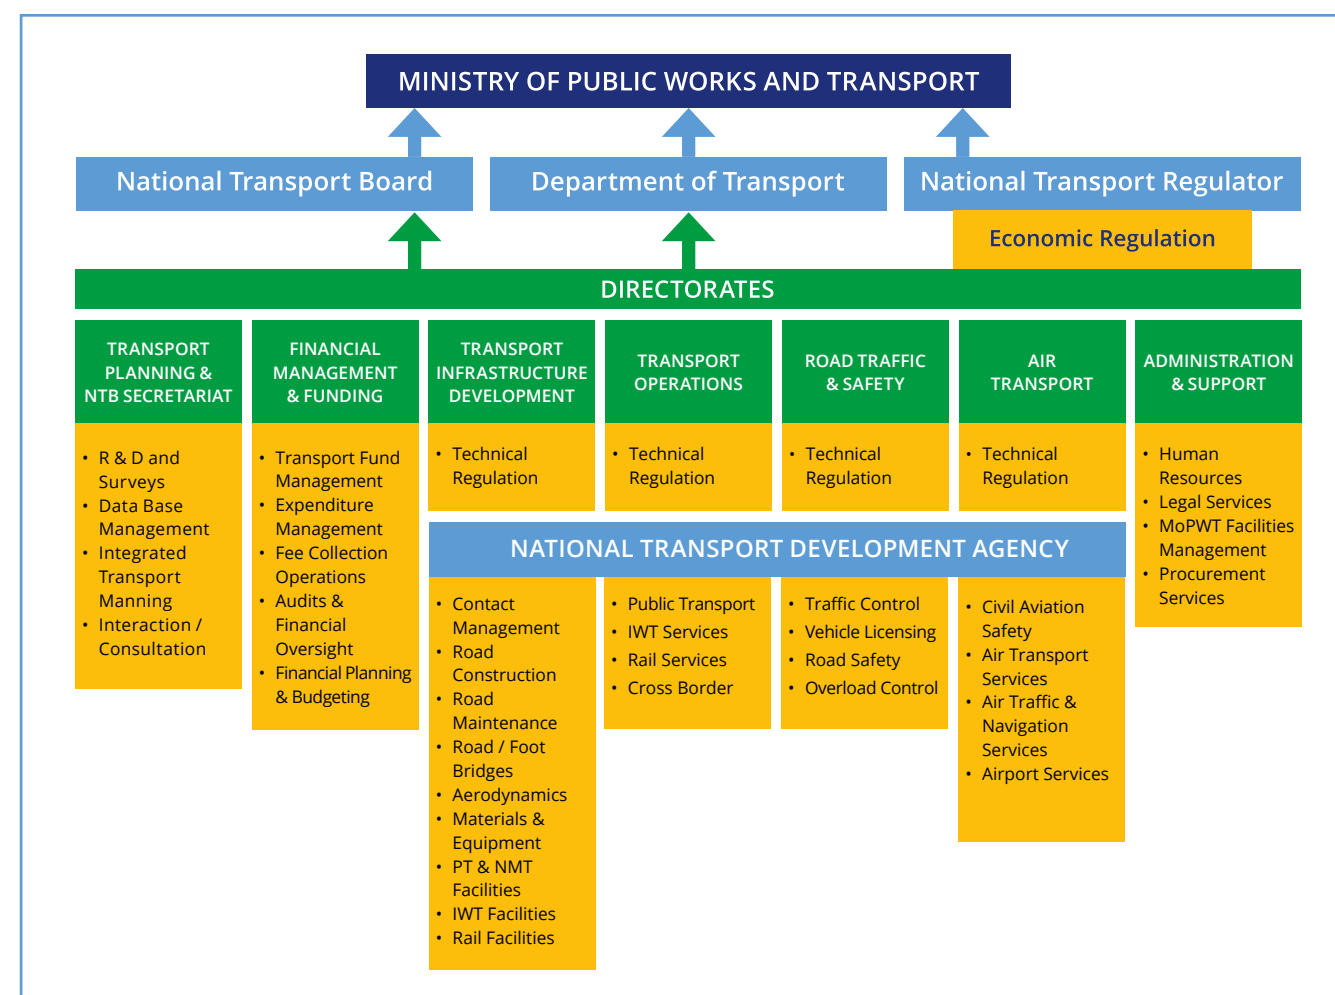 MINISTRY OF PUBLIC WORKS AND TRANSPORT
National Transport Board
Department of Transport
National Transport Regulator
Economic Regulation
DIRECTORATES
TRANSPORT
PLANNING &
NTB SECRETARIAT
FINANCIAL
MANAGEMENT
& FUNDING
TRANSPORT
INFRASTRUCTURE
DEVELOPMENT
TRANSPORT
OPERATIONS
ROAD TRAFFIC
& SAFETY
AIR
TRANSPORT
ADMINISTRATION
& SUPPORT
• R & D and
Surveys
• Data Base
Management
• Integrated
Transport
Manning
• Interaction /
Consultation
• Transport Fund
Management
• Expenditure
Management
• Fee Collection
Operations
• Audits &
Financial
Oversight
• Financial Planning
& Budgeting
• Technical
Regulation
• Technical
Regulation
• Technical
Regulation
• Technical
Regulation
• Human
Resources
• Legal Services
• MoPWT Facilities
Management
• Procurement
Services
NATIONAL TRANSPORT DEVELOPMENT AGENCY
• Contact
Management
• Road
Construction
• Road
Maintenance
• Road / Foot
Bridges
• Aerodynamics
• Materials &
Equipment
• PT & NMT
Facilities
• IWT Facilities
• Rail Facilities
• Public Transport
• IWT Services
• Rail Services
• Cross Border
• Traffic Control
• Vehicle Licensing
• Road Safety
• Overload Control
• Civil Aviation
Safety
• Air Transport
Services
• Air Traffic &
Navigation
Services
• Airport Services